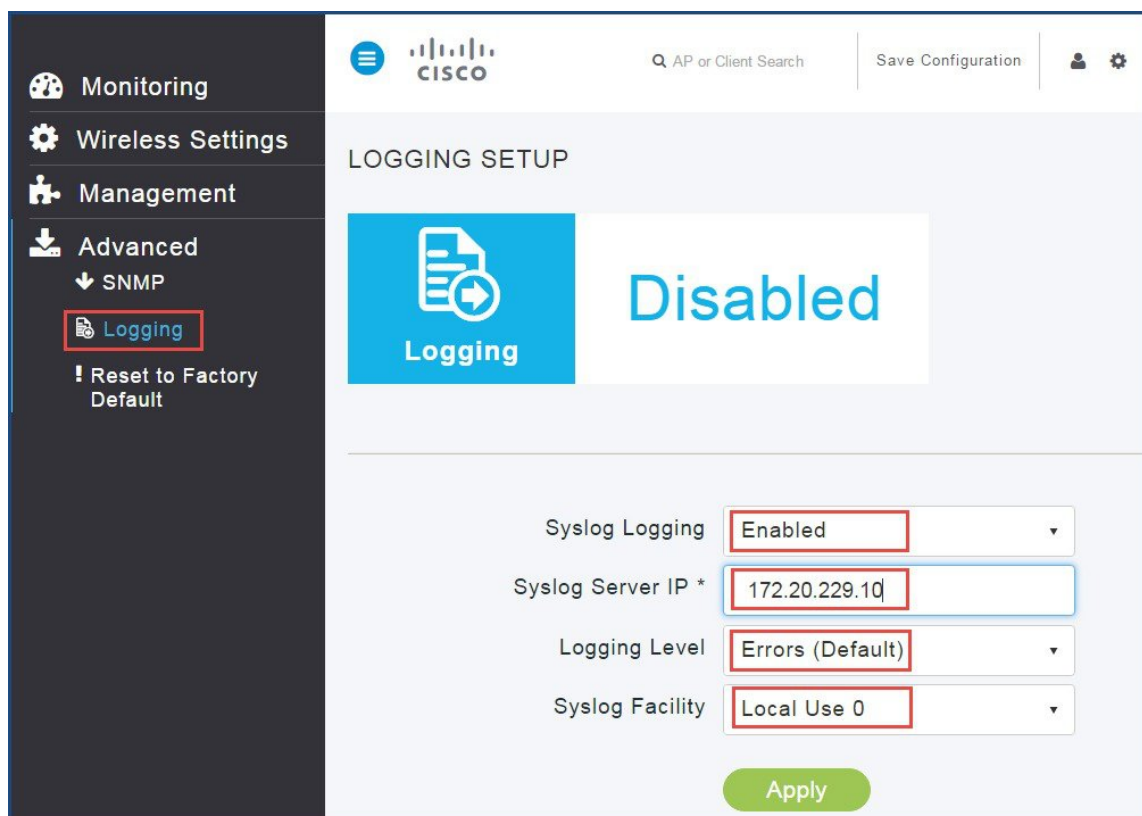 Monitoring
Wireless Settings
Management
Advanced
SNMP
Logging
Reset to Factory
Default
CISCO
AP or Client Search
Save Configuration
LOGGING SETUP
Logging
Disabled
Syslog Logging Enabled
Syslog Server IP * 172.20.229.10
Logging Level Errors (Default)
Syslog Facility Local Use 0
Apply